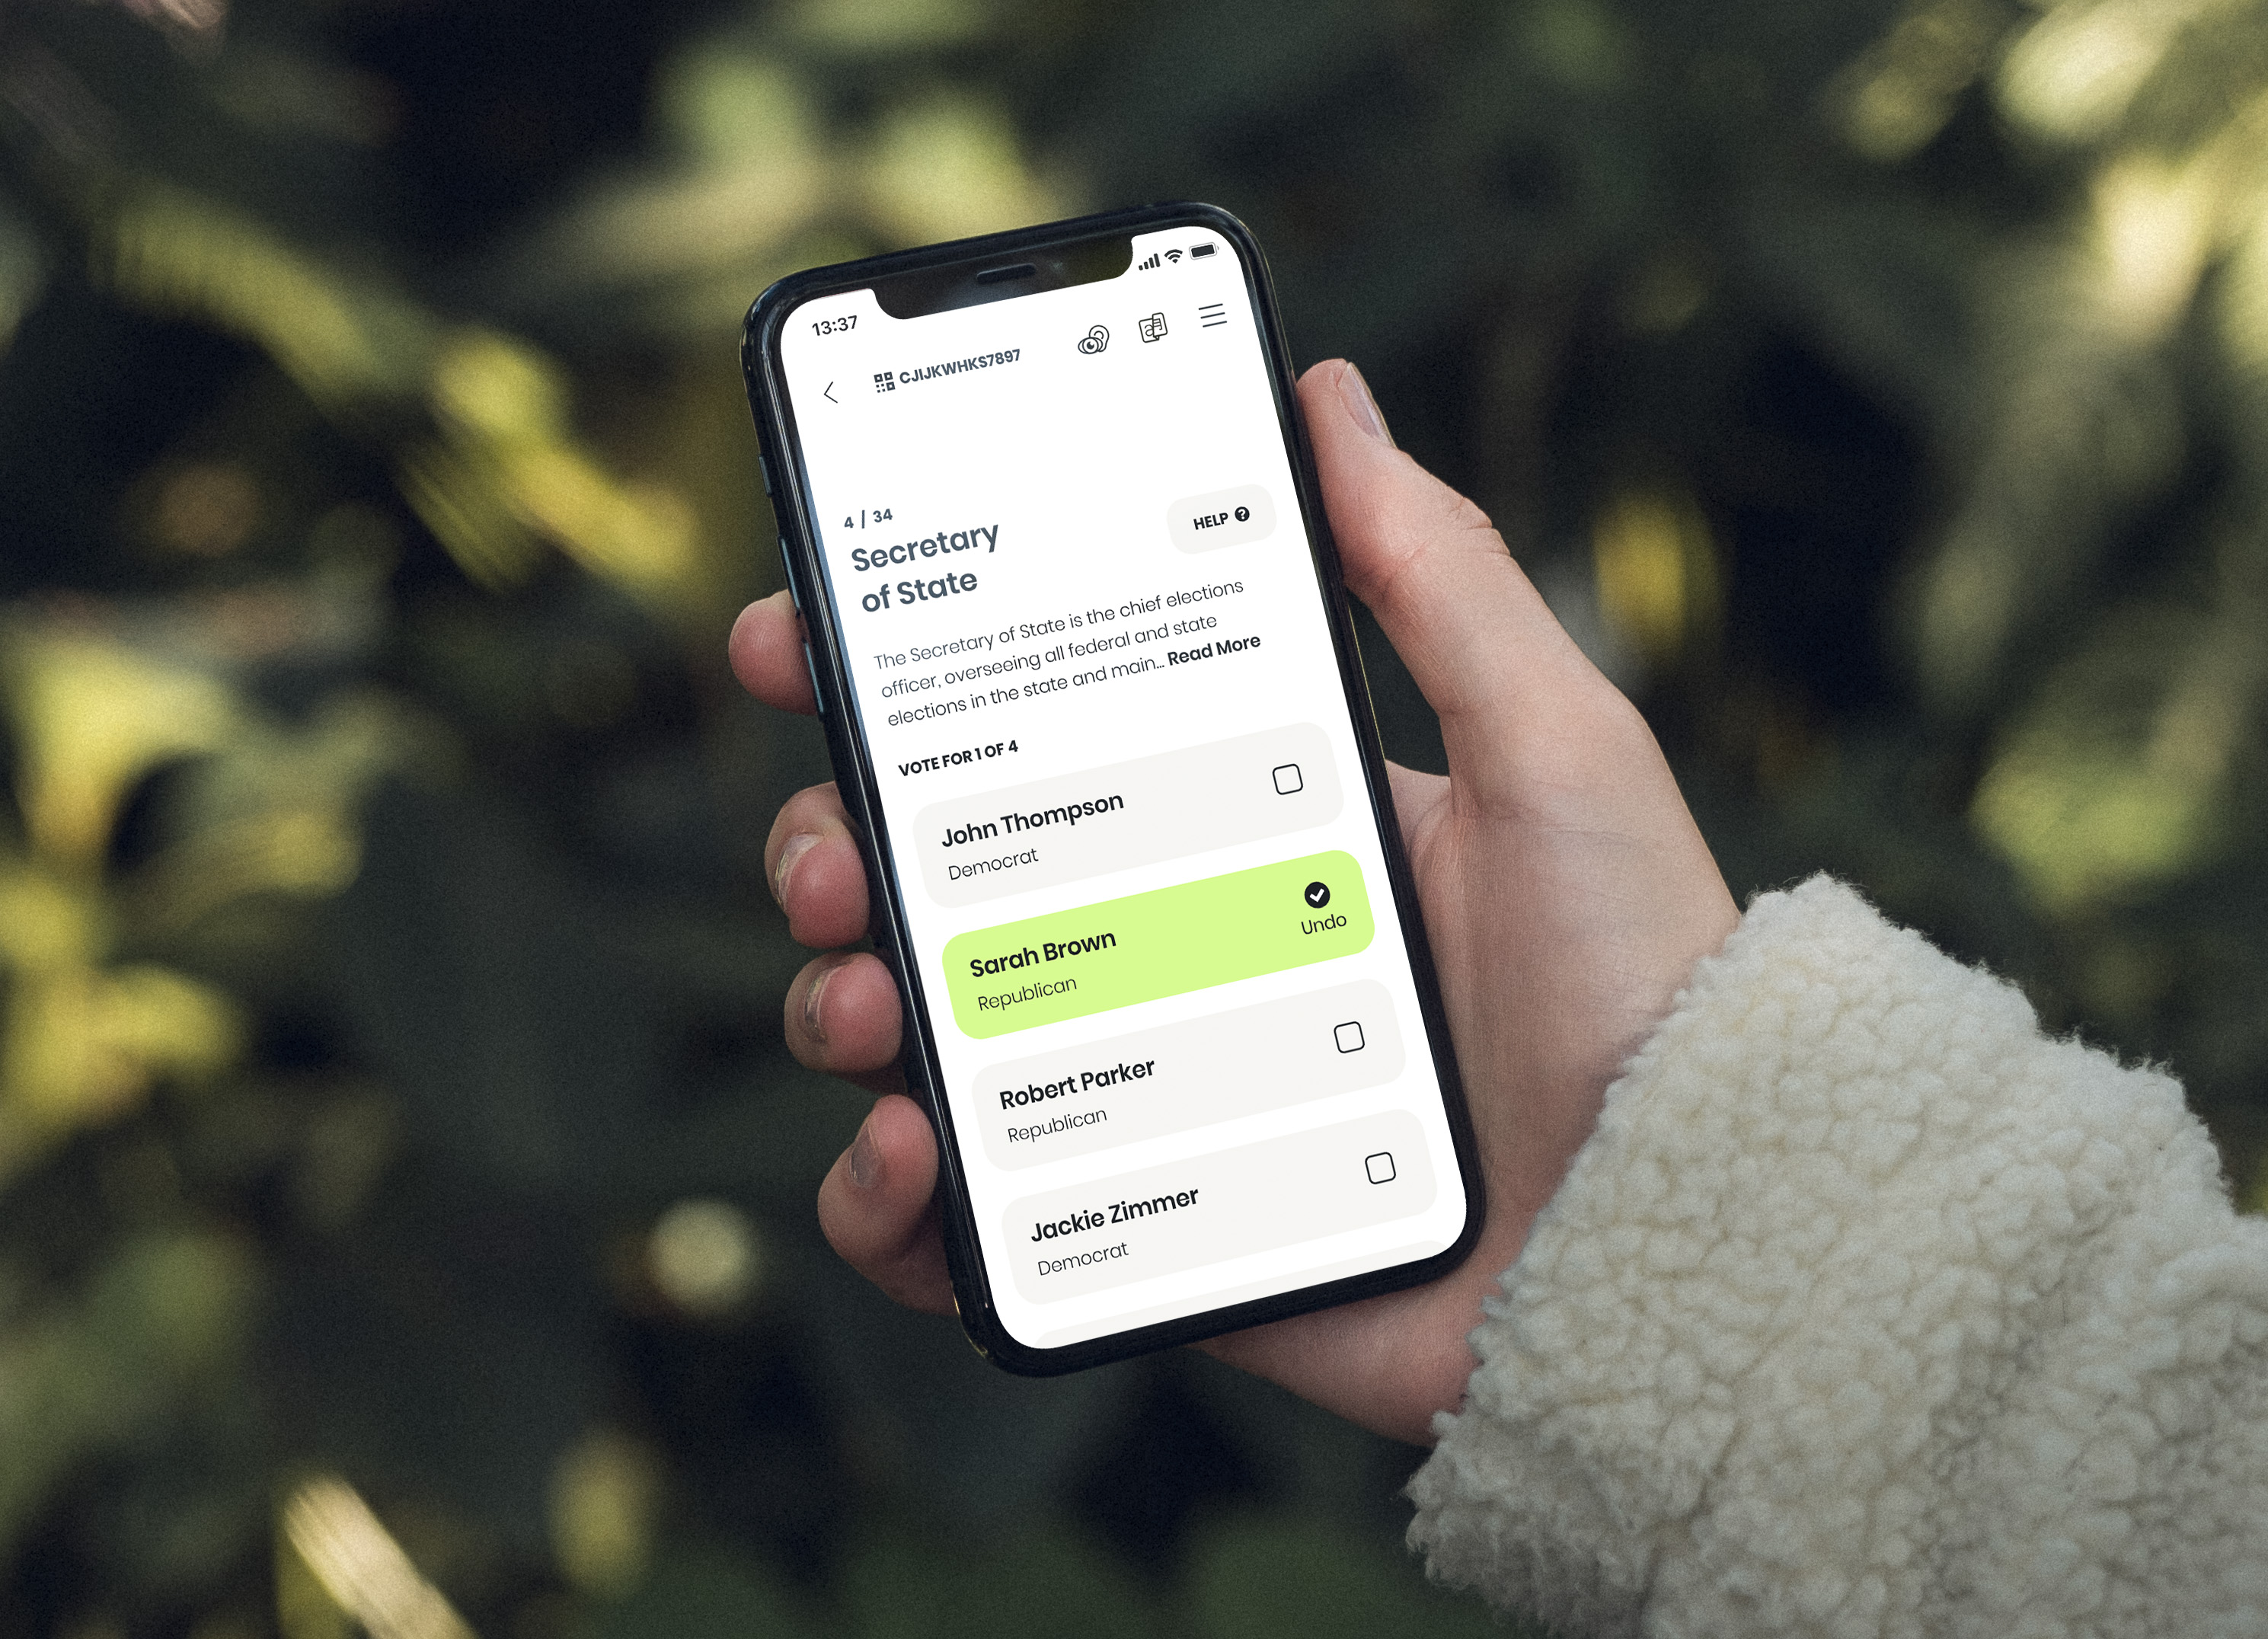 13:37
CJIJKWHKS7897
4 / 34
Secretary
of State
HELP ?
The Secretary of State is the chief elections
officer, overseeing all federal and state
elections in the state and main... Read More
VOTE FOR 1 OF 4
John Thompson
Democrat
Sarah Brown
Republican
Undo
Robert Parker
Republican
Jackie Zimmer
Democrat